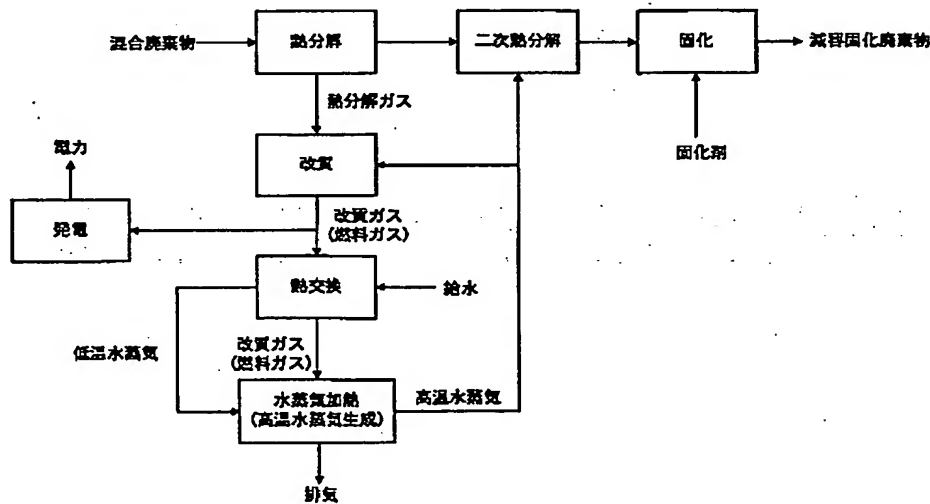 混合廃棄物
熱分解
二次熱分解
固化
減容固化廃棄物
熱分解ガス
固化剤
電力
改質
発電
改質ガス
(燃料ガス)
熱交換
給水
低温水蒸気
改質ガス
(燃料ガス)
水蒸気加熱
(高温水蒸気生成)
高温水蒸気
排気